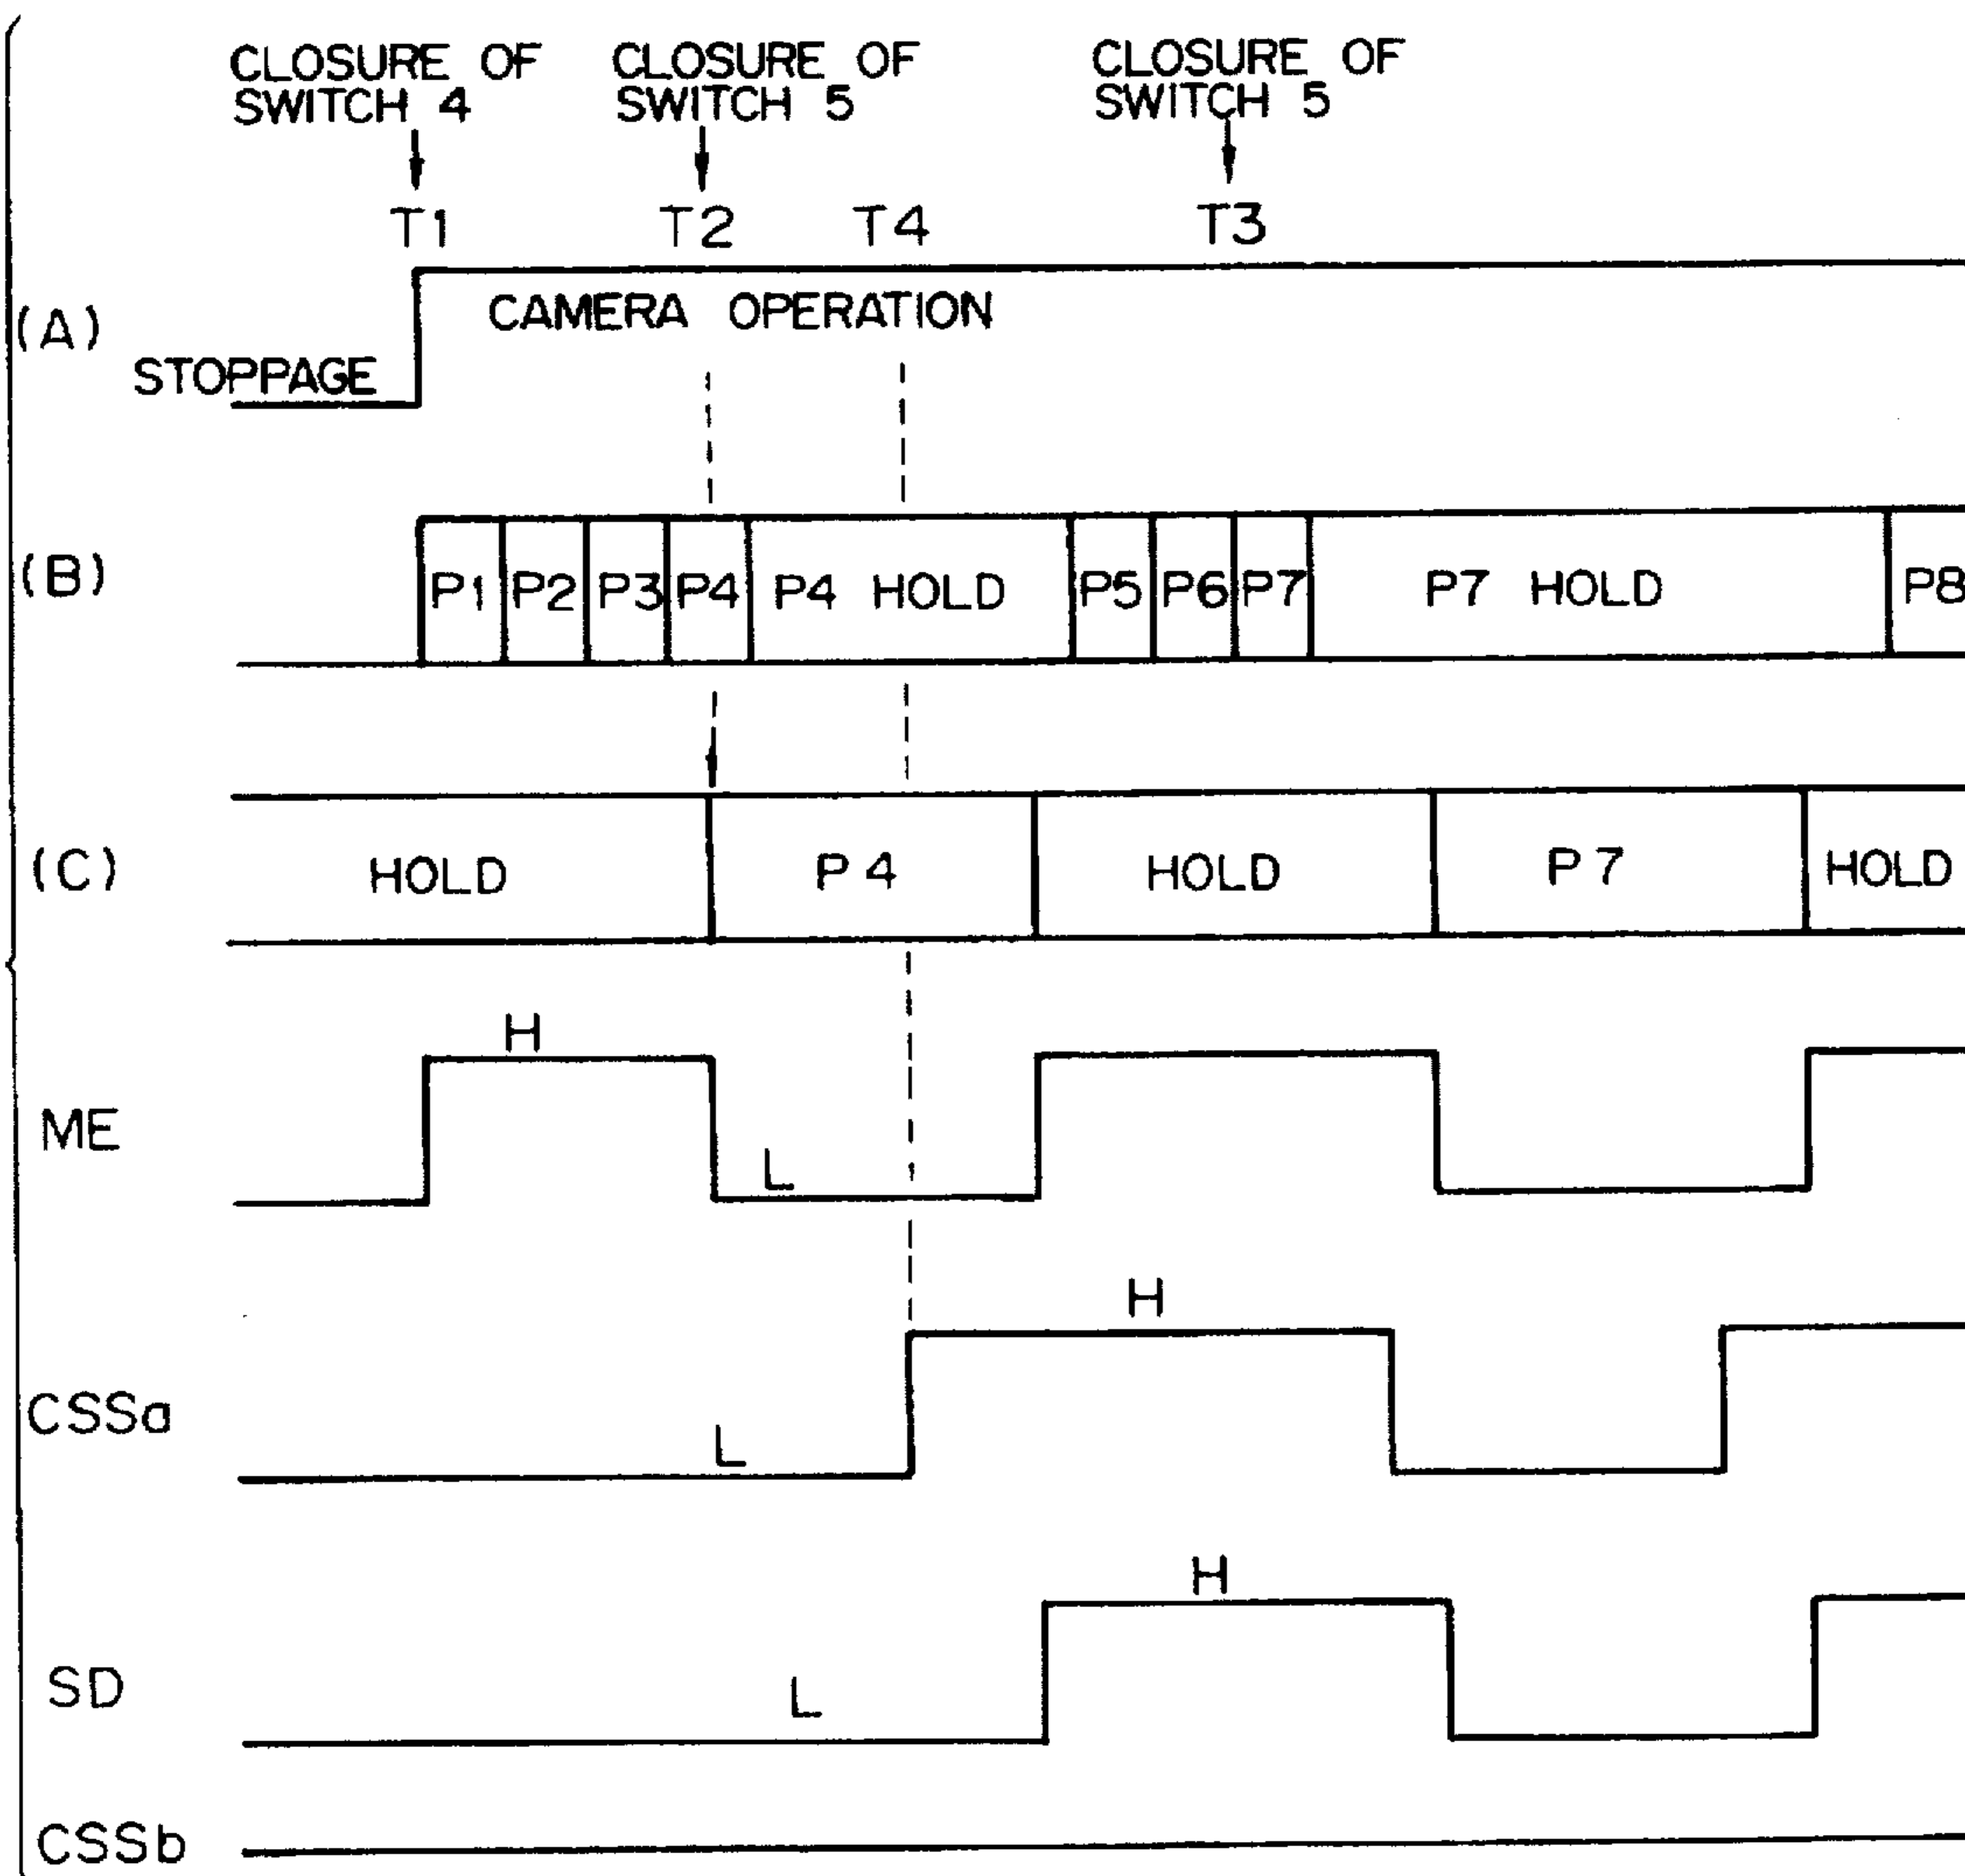 CLOSURE OF
SWITCH 4
CLOSURE OF
SWITCH 5
CLOSURE OF
SWITCH 5
T1 T2 T4 T3
(A)
CAMERA OPERATION
STOPPAGE
(B) P1 P2 P3 P4 P4 HOLD P5 P6 P7 P7 HOLD P8
(C) HOLD P4 HOLD P7 HOLD
ME H L
CSSa L H
SD L H
CSSb